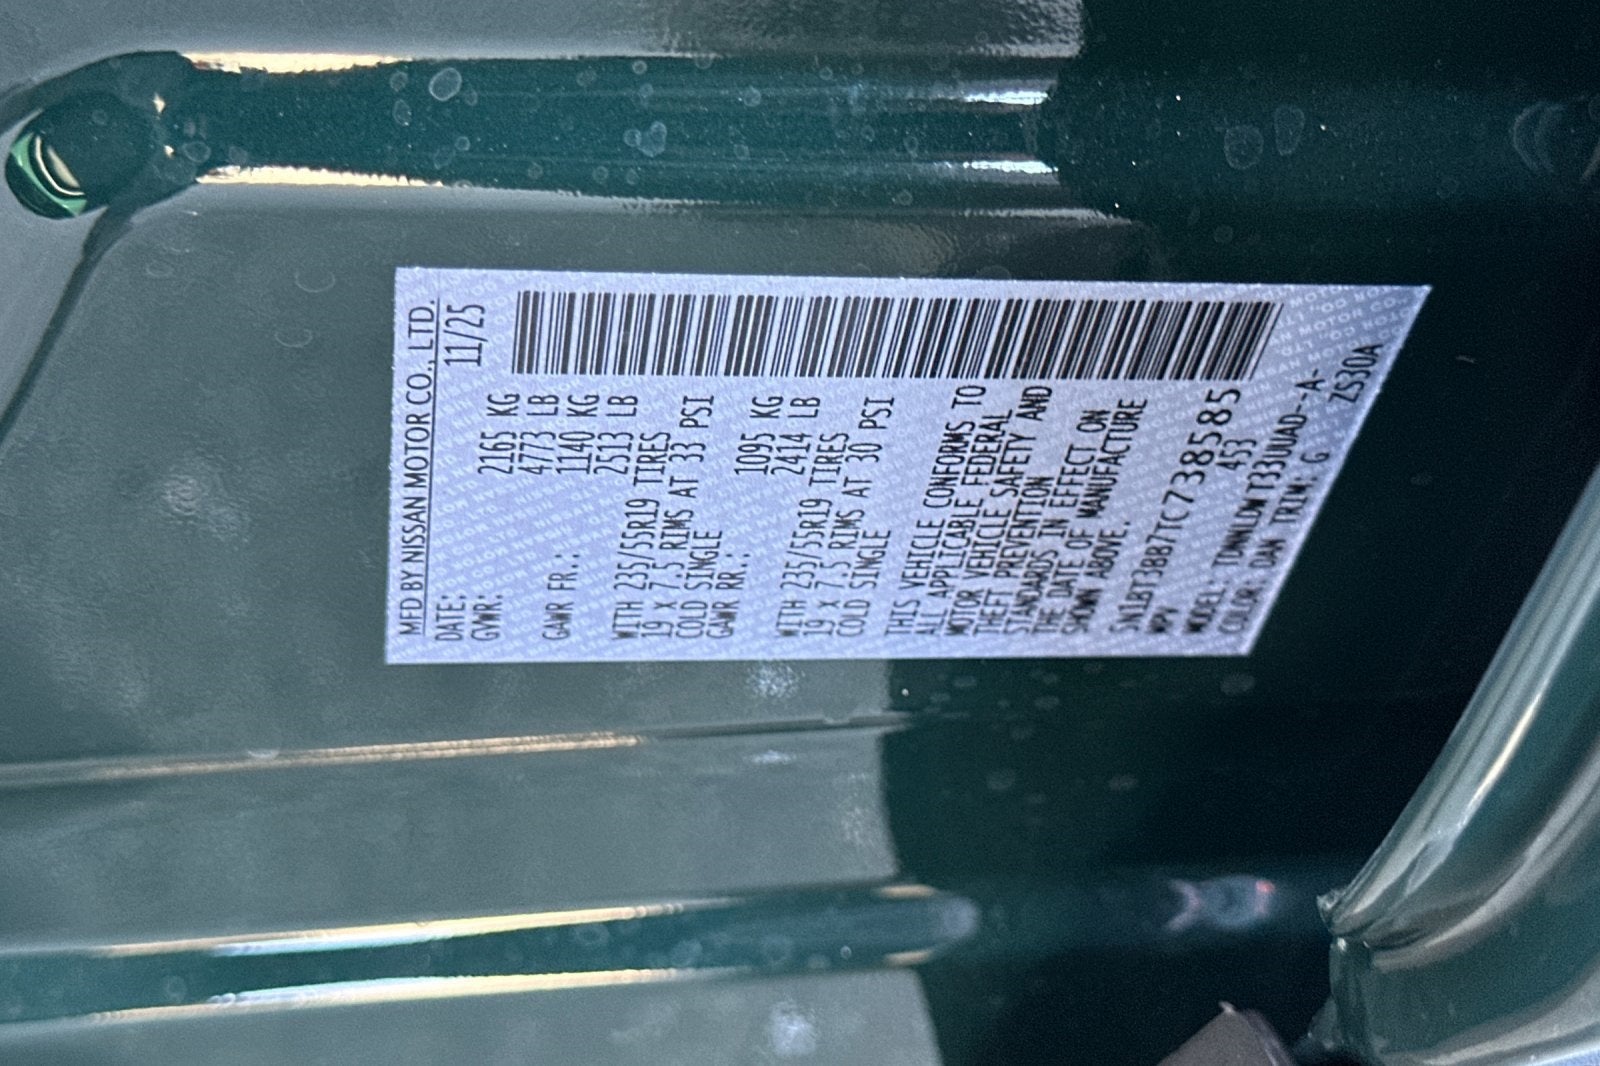 MFD BY NISSAN MOTOR CO., LTD.
DATE: 11/25
GVWR: 2165 KG
4773 LB
GAWR FR.: 1140 KG
2513 LB
WITH 235/55R19 TIRES
19 X 7.5 RIMS AT 33 PSI
COLD SINGLE
GAWR RR.: 1095 KG
2414 LB
WITH 235/55R19 TIRES
19 X 7.5 RIMS AT 30 PSI
COLD SINGLE
THIS VEHICLE CONFORMS TO
ALL APPLICABLE FEDERAL
MOTOR VEHICLE SAFETY AND
THEFT PREVENTION
STANDARDS IN EFFECT ON
THE DATE OF MANUFACTURE
SHOWN ABOVE.
5N1BT3BB7TC738585
MPV 453
MODEL: TDNNLDWT33UUAD--A-
COLOR: DAN TRIM: G ZS30A